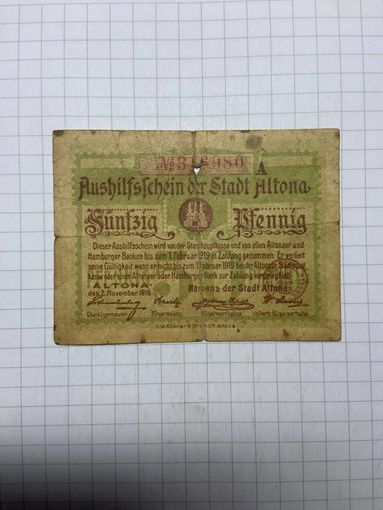 № 316980
A
Aushilfsschein der Stadt Altona
Fünfzig Pfennig
Dieser Aushilfsschein wird von der Stadthauptkasse und von allen Altonaer und
Hamburger Banken bis zum 1. Februar 1919 in Zahlung genommen. Er verliert
seine Gültigkeit wenn er nicht bis zum 1. Februar 1919 bei der Altonaer Stadthaupt
kasse oder einer Altonaer oder Hamburger Bank zur Zahlung vorgelegt ist
ALTONA
den 2. November 1918
Namens der Stadt Altona
Oberbürgermeister
Bürgermeister
Bürgerworthalter